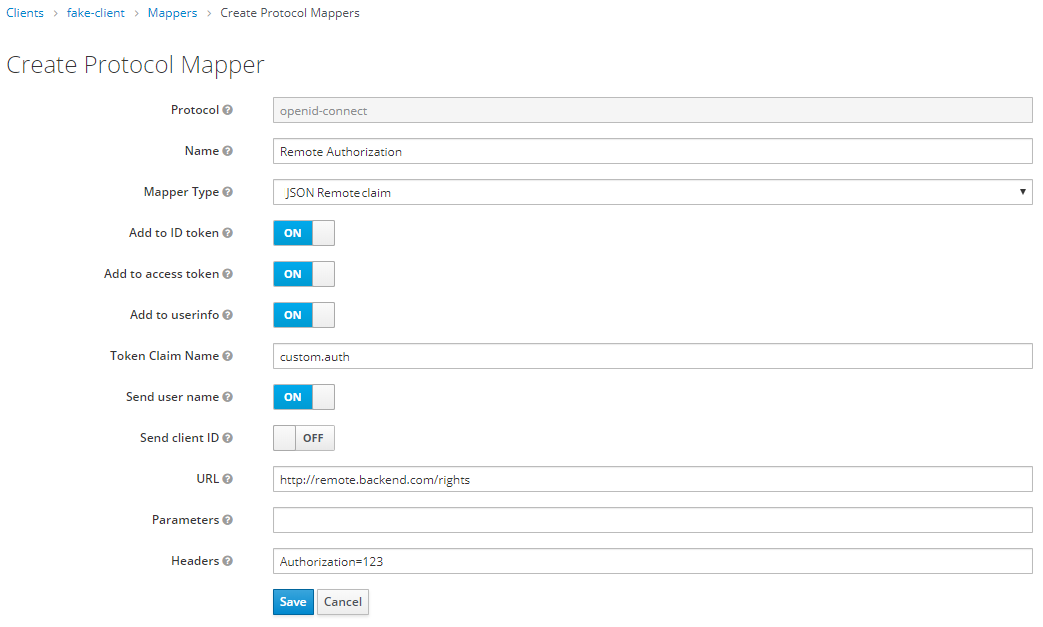 Clients > fake-client > Mappers > Create Protocol Mappers
Create Protocol Mapper
Protocol openid-connect
Name Remote Authorization
Mapper Type JSON Remote claim
Add to ID token ON
Add to access token ON
Add to userinfo ON
Token Claim Name custom.auth
Send user name ON
Send client ID OFF
URL http://remote.backend.com/rights
Parameters
Headers Authorization=123
Save Cancel